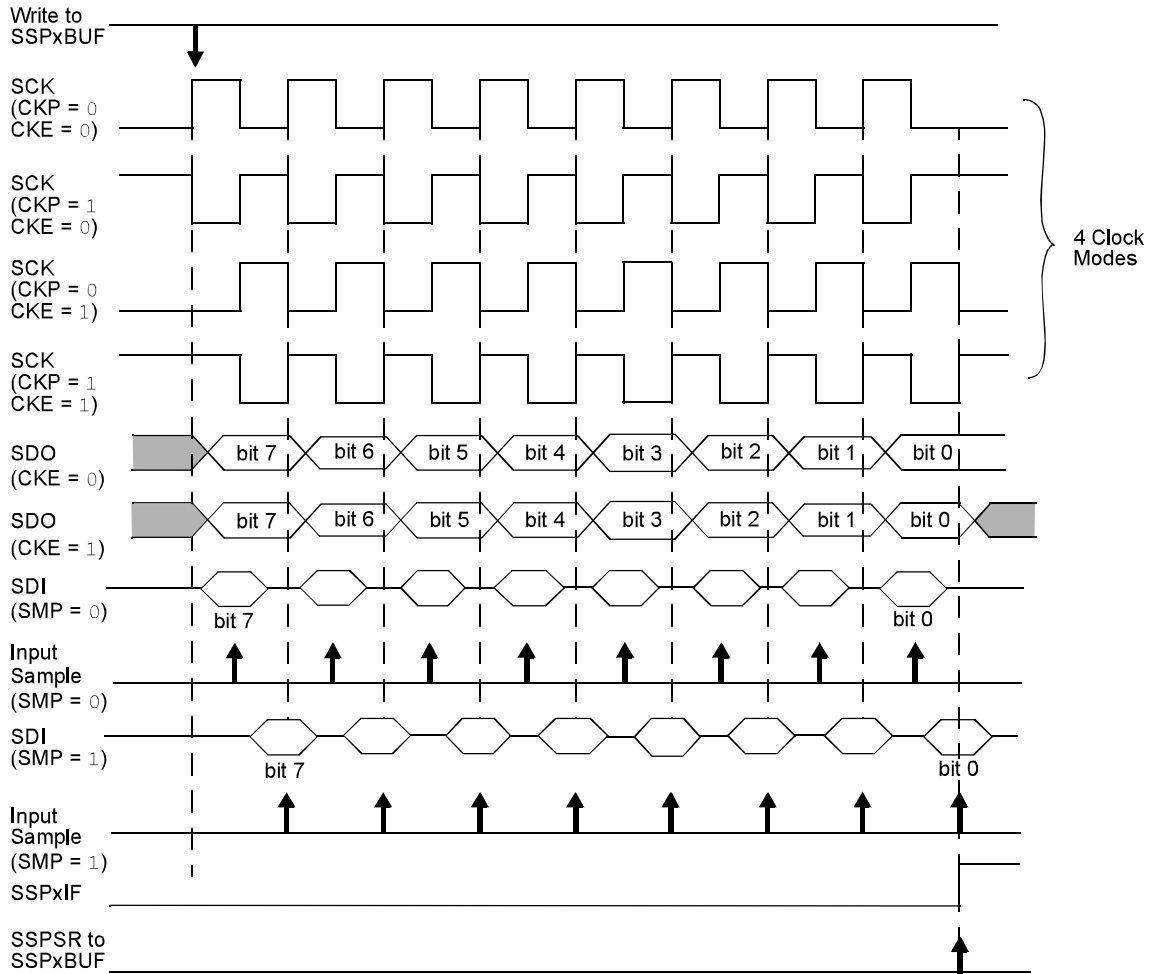 Write to
SSPxBUF
SCK
(CKP = 0
CKE = 0)
SCK
(CKP = 1
CKE = 0)
SCK
(CKP = 0
CKE = 1)
SCK
(CKP = 1
CKE = 1)
4 Clock
Modes
SDO
(CKE = 0)
bit 7 bit 6 bit 5 bit 4 bit 3 bit 2 bit 1 bit 0
SDO
(CKE = 1)
bit 7 bit 6 bit 5 bit 4 bit 3 bit 2 bit 1 bit 0
SDI
(SMP = 0)
bit 7 bit 0
Input
Sample
(SMP = 0)
SDI
(SMP = 1)
bit 7 bit 0
Input
Sample
(SMP = 1)
SSPxIF
SSPSR to
SSPxBUF